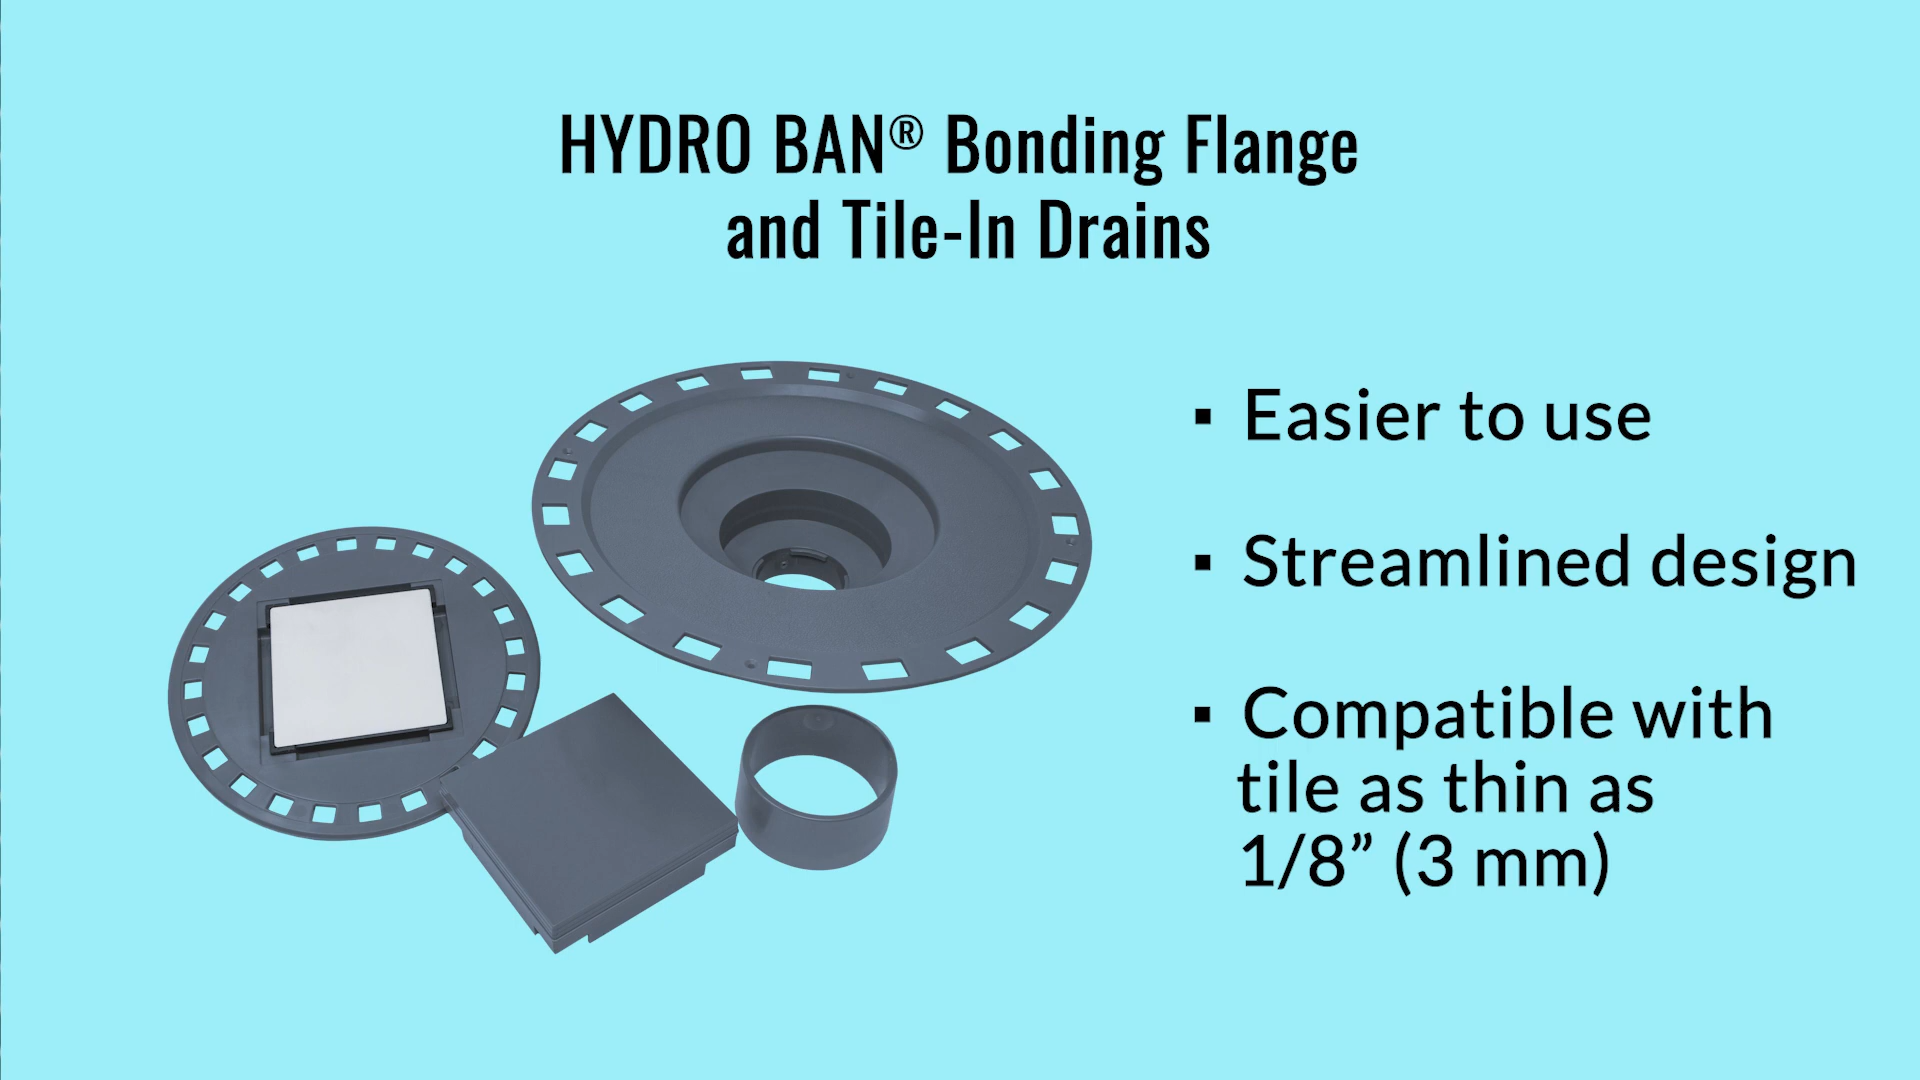 HYDRO BAN® Bonding Flange
and Tile-In Drains
▪ Easier to use
▪ Streamlined design
▪ Compatible with
tile as thin as
1/8” (3 mm)